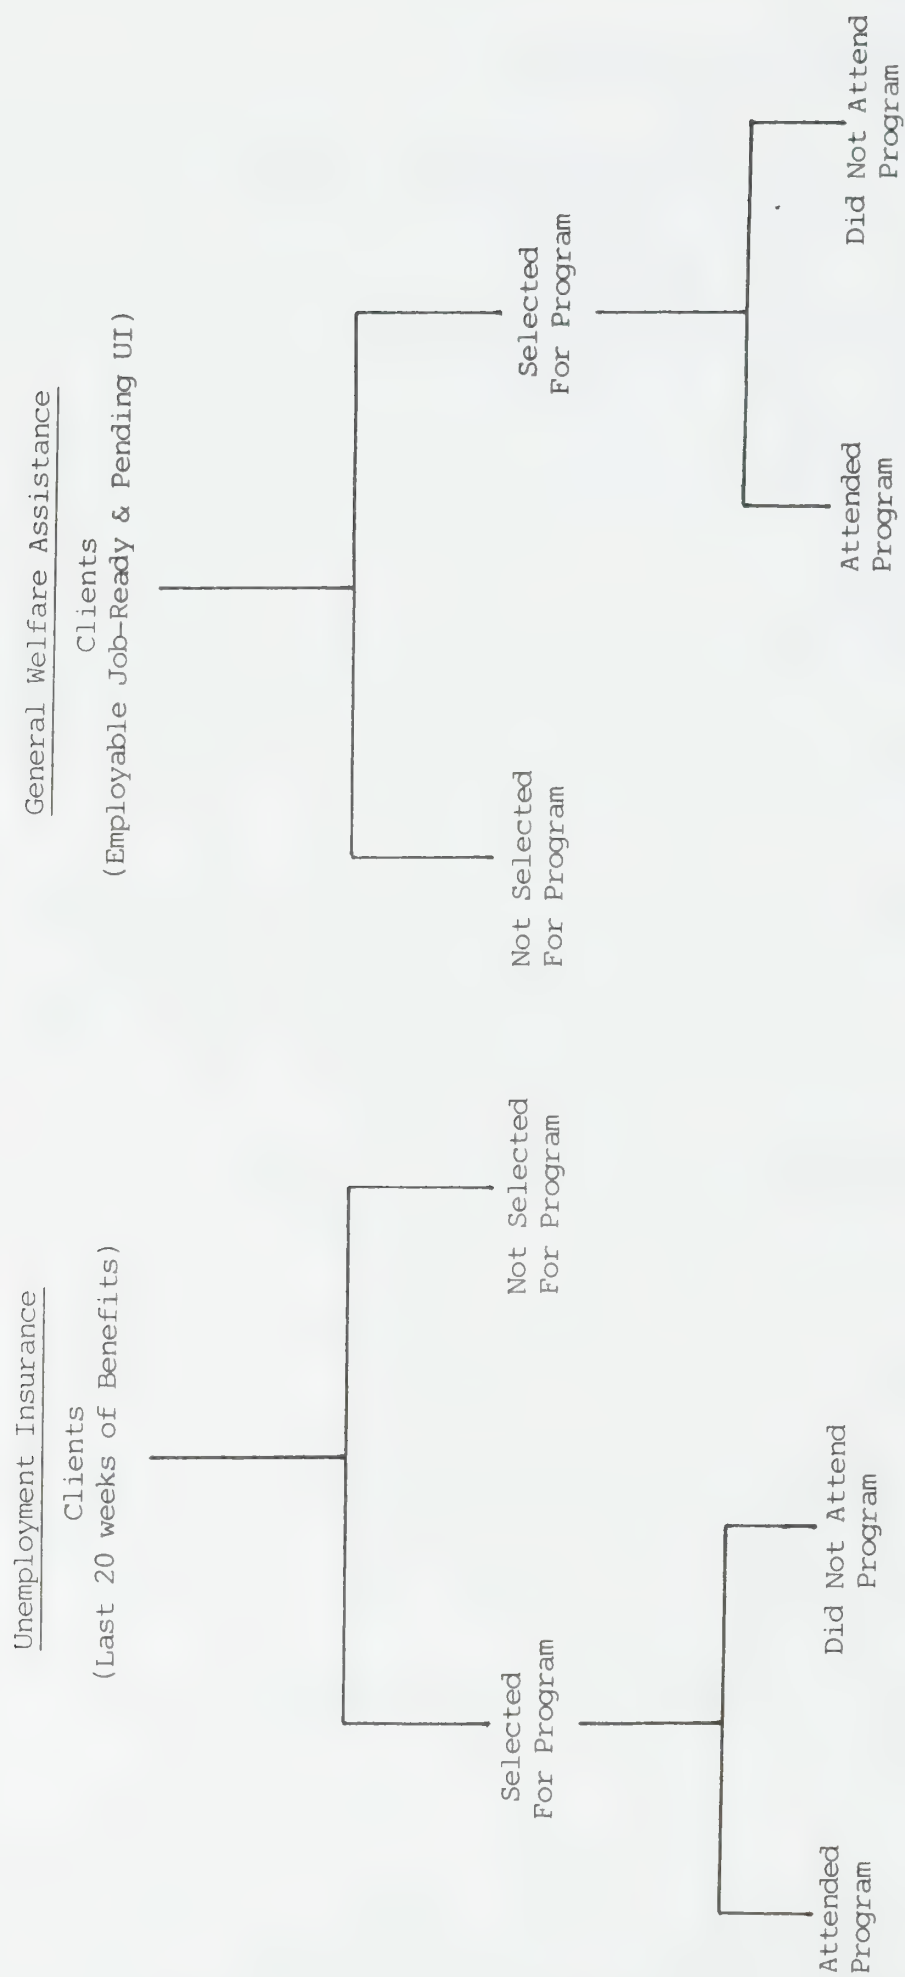 Unemployment Insurance
Clients
(Last 20 weeks of Benefits)
Selected
For Program
Not Selected
For Program
Attended
Program
Did Not Attend
Program
General Welfare Assistance
Clients
(Employable Job-Ready & Pending UI)
Not Selected
For Program
Selected
For Program
Attended
Program
Did Not Attend
Program